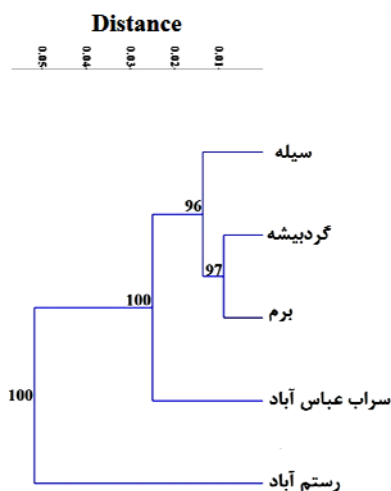 Distance
0.05 0.04 0.03 0.02 0.01
سیله
96
گردبیشه
97
برم
100
سراب عباس آباد
100
رستم آباد